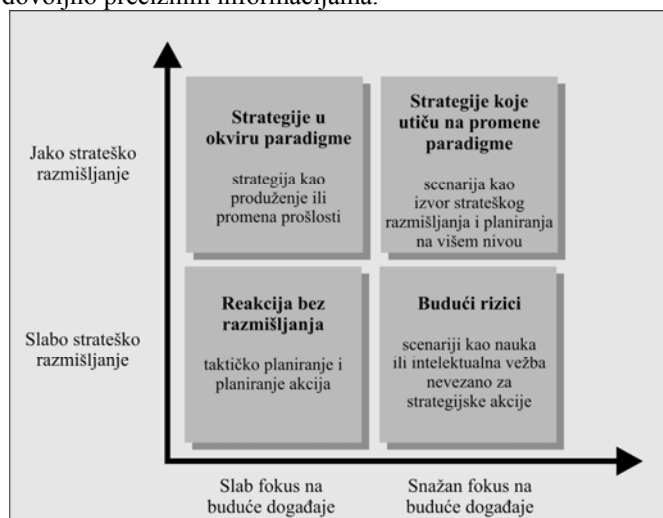 dovoljno preciznim informacijama.
Jako strateško
razmišljanje
Strategije u
okviru paradigme
strategija kao
produženje ili
promena prošlosti
Strategije koje
utiču na promene
paradigme
scenarija kao
izvor strateškog
razmišljanja i planiranja
na višem nivou
Slabo strateško
razmišljanje
Reakcija bez
razmišljanja
taktičko planiranje i
planiranje akcija
Budući rizici
scenariji kao nauka
ili intelektualna vežba
nevezano za
strategijske akcije
Slab fokus na
buduće događaje
Snažan fokus na
buduće događaje